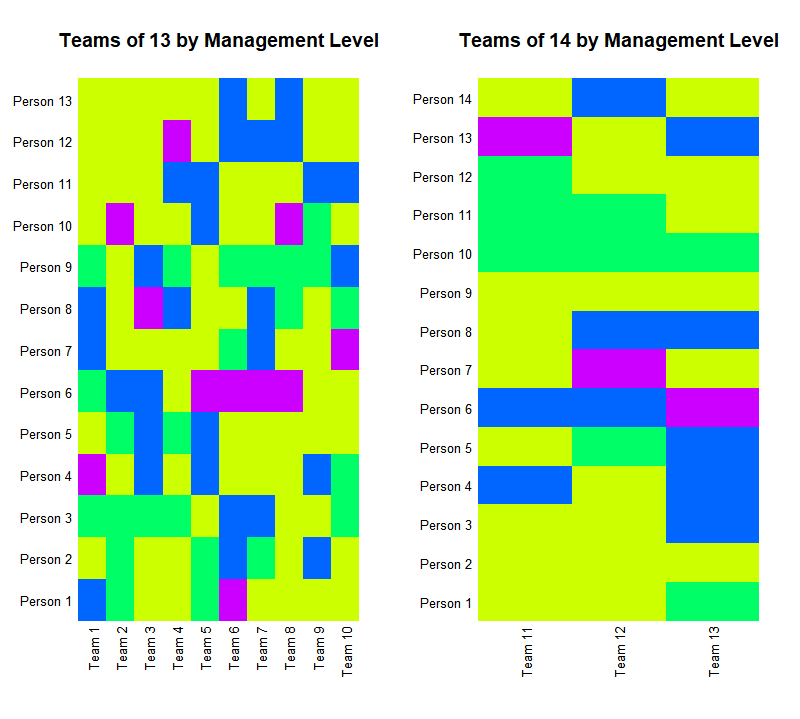 Teams of 13 by Management Level
Person 13
Person 12
Person 11
Person 10
Person 9
Person 8
Person 7
Person 6
Person 5
Person 4
Person 3
Person 2
Person 1
Team 1
Team 2
Team 3
Team 4
Team 5
Team 6
Team 7
Team 8
Team 9
Team 10
Teams of 14 by Management Level
Person 14
Person 13
Person 12
Person 11
Person 10
Person 9
Person 8
Person 7
Person 6
Person 5
Person 4
Person 3
Person 2
Person 1
Team 11
Team 12
Team 13